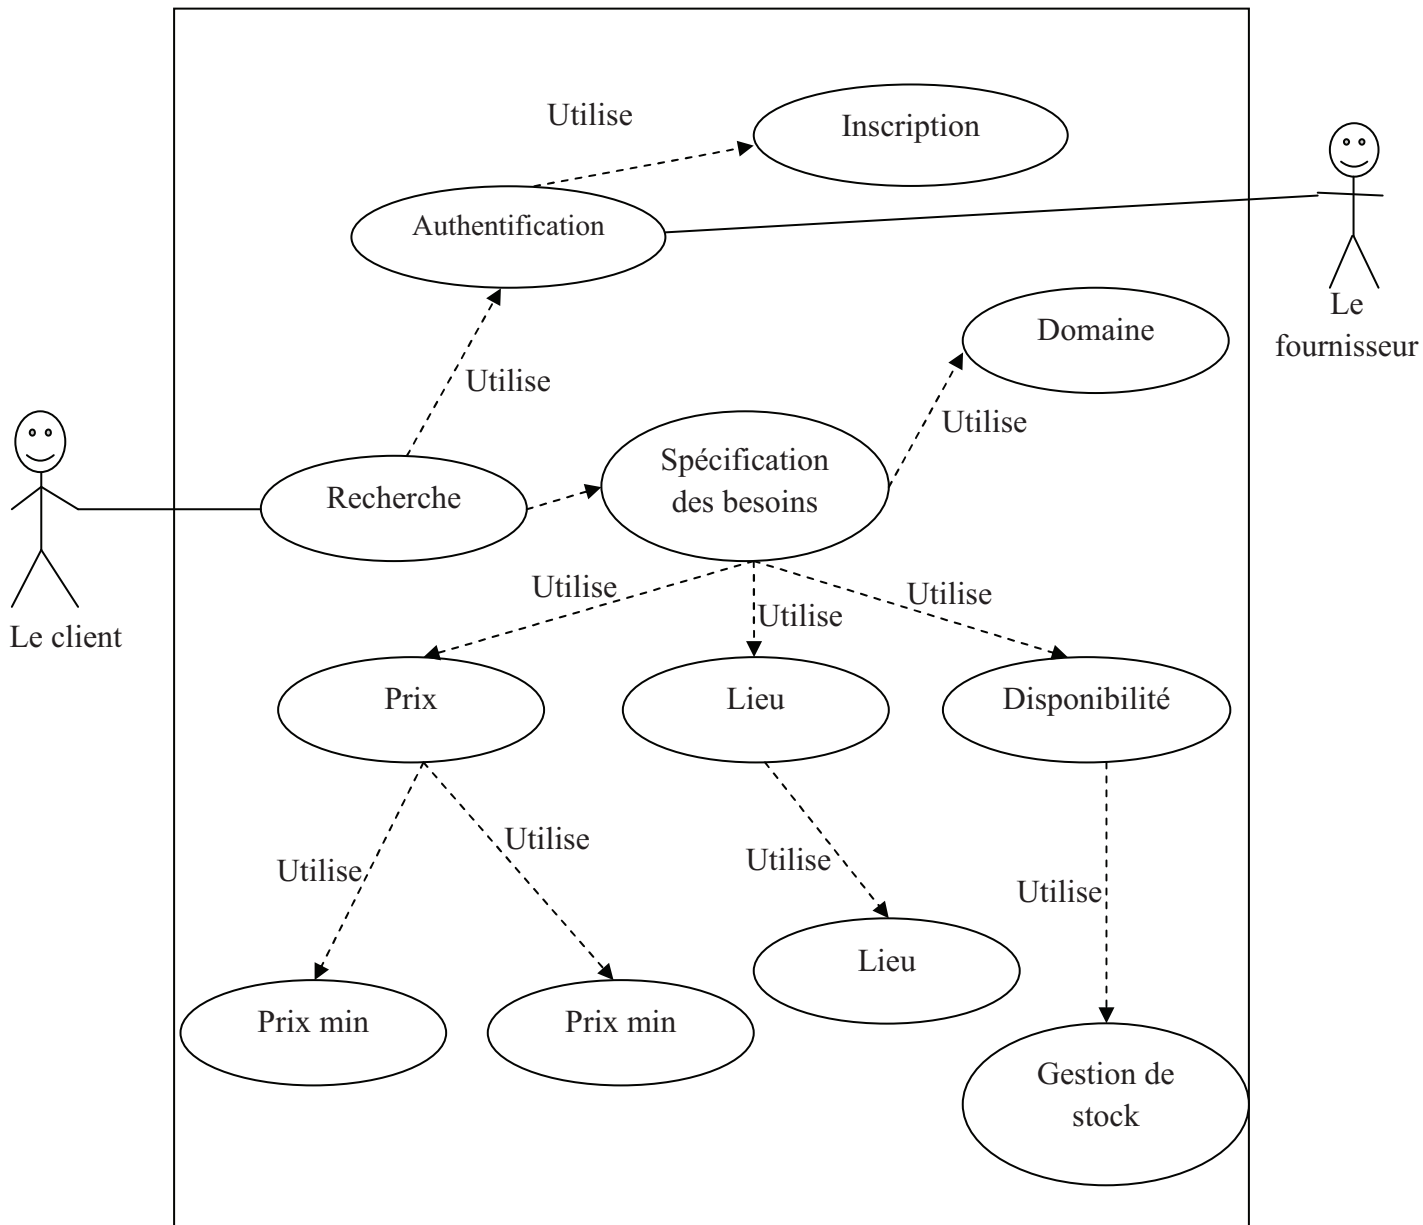 Utilise
Inscription
Authentification
Le
fournisseur
Domaine
Utilise
Utilise
Spécification
des besoins
Recherche
Utilise
Utilise
Utilise
Le client
Prix
Lieu
Disponibilité
Utilise
Utilise
Utilise
Utilise
Lieu
Prix min
Prix min
Gestion de
stock